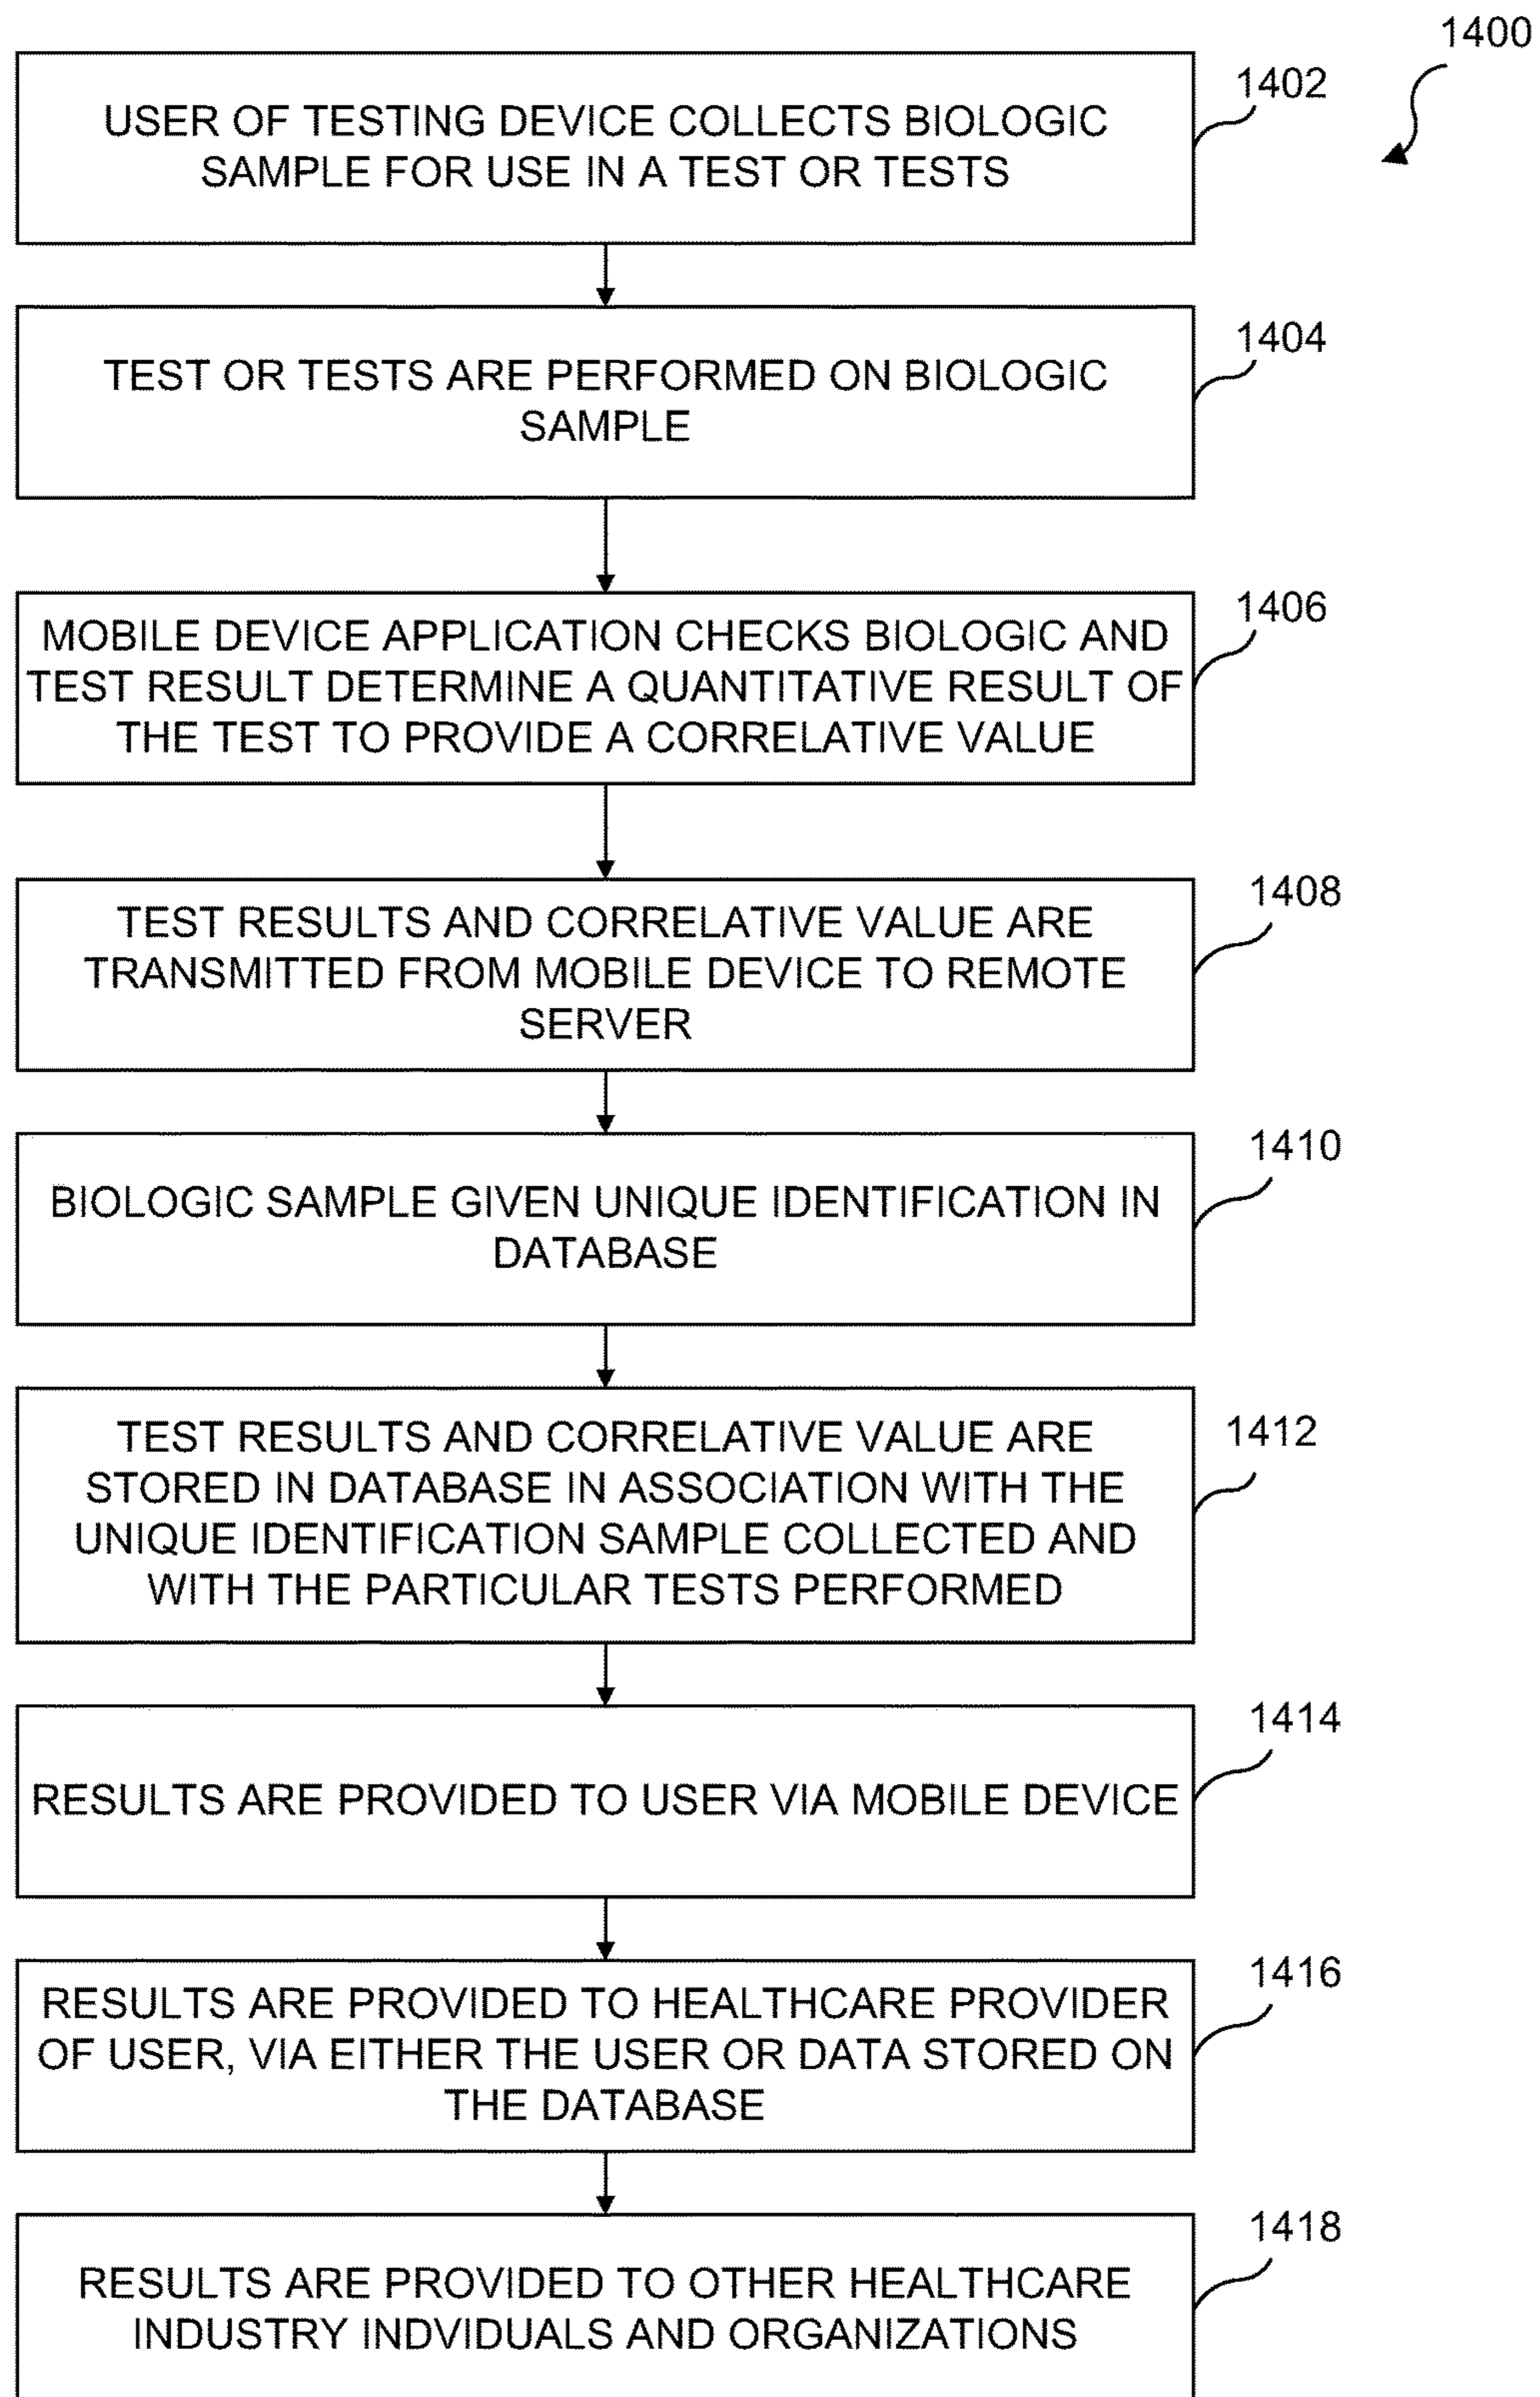 1400
1402
USER OF TESTING DEVICE COLLECTS BIOLOGIC
SAMPLE FOR USE IN A TEST OR TESTS
1404
TEST OR TESTS ARE PERFORMED ON BIOLOGIC
SAMPLE
1406
MOBILE DEVICE APPLICATION CHECKS BIOLOGIC AND
TEST RESULT DETERMINE A QUANTITATIVE RESULT OF
THE TEST TO PROVIDE A CORRELATIVE VALUE
1408
TEST RESULTS AND CORRELATIVE VALUE ARE
TRANSMITTED FROM MOBILE DEVICE TO REMOTE
SERVER
1410
BIOLOGIC SAMPLE GIVEN UNIQUE IDENTIFICATION IN
DATABASE
1412
TEST RESULTS AND CORRELATIVE VALUE ARE
STORED IN DATABASE IN ASSOCIATION WITH THE
UNIQUE IDENTIFICATION SAMPLE COLLECTED AND
WITH THE PARTICULAR TESTS PERFORMED
1414
RESULTS ARE PROVIDED TO USER VIA MOBILE DEVICE
1416
RESULTS ARE PROVIDED TO HEALTHCARE PROVIDER
OF USER, VIA EITHER THE USER OR DATA STORED ON
THE DATABASE
1418
RESULTS ARE PROVIDED TO OTHER HEALTHCARE
INDUSTRY INDVIDUALS AND ORGANIZATIONS